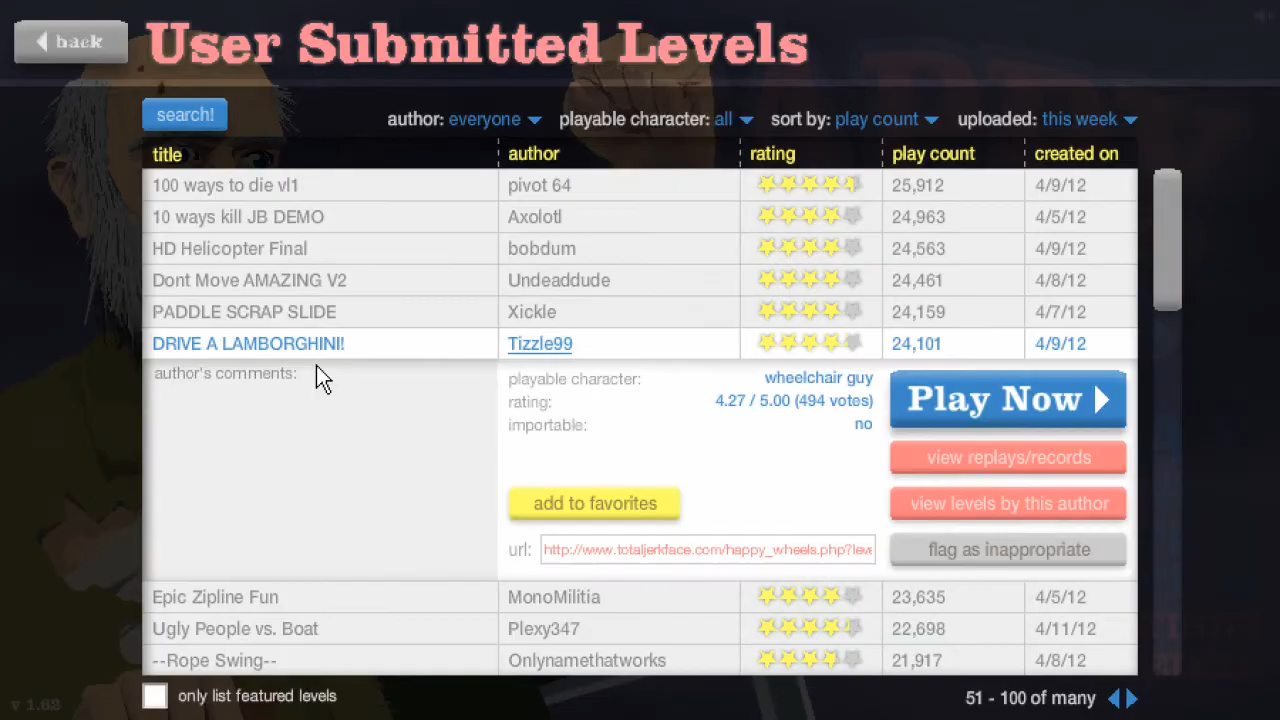 back
User Submitted Levels
search!
author: everyone playable character: all sort by: play count uploaded: this week
title author rating play count created on
100 ways to die vl1 pivot 64 25,912 4/9/12
10 ways kill JB DEMO Axolotl 24,963 4/5/12
HD Helicopter Final bobdum 24,563 4/9/12
Dont Move AMAZING V2 Undeaddude 24,461 4/8/12
PADDLE SCRAP SLIDE Xickle 24,159 4/7/12
DRIVE A LAMBORGHINI! Tizzle99 24,101 4/9/12
author's comments:
playable character: wheelchair guy
rating: 4.27 / 5.00 (494 votes)
importable: no
Play Now
view replays/records
add to favorites
view levels by this author
url: http://www.totaljerkface.com/happy_wheels.php?leve
flag as inappropriate
Epic Zipline Fun MonoMilitia 23,635 4/5/12
Ugly People vs. Boat Plexy347 22,698 4/11/12
--Rope Swing-- Onlynamethatworks 21,917 4/8/12
only list featured levels
51 - 100 of many
v 1.62